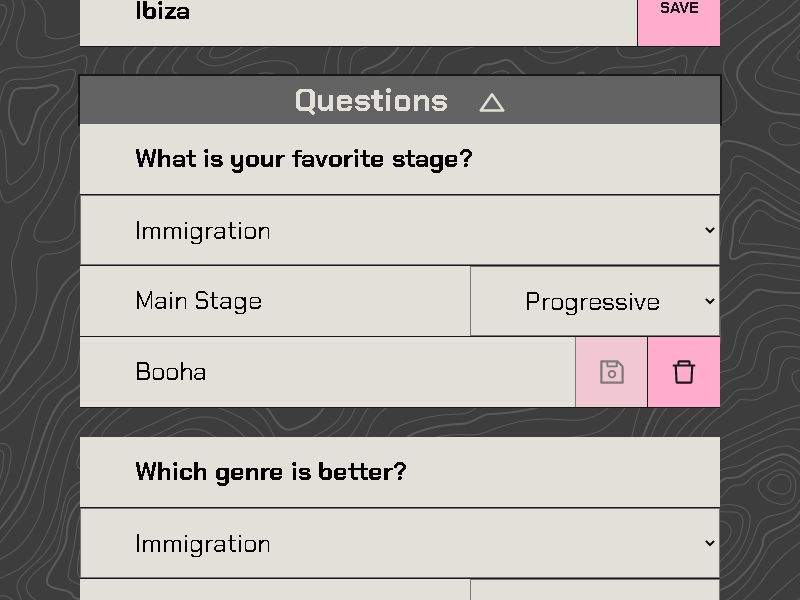 Ibiza
SAVE
Questions
What is your favorite stage?
Immigration
Main Stage
Progressive
Booha
Which genre is better?
Immigration